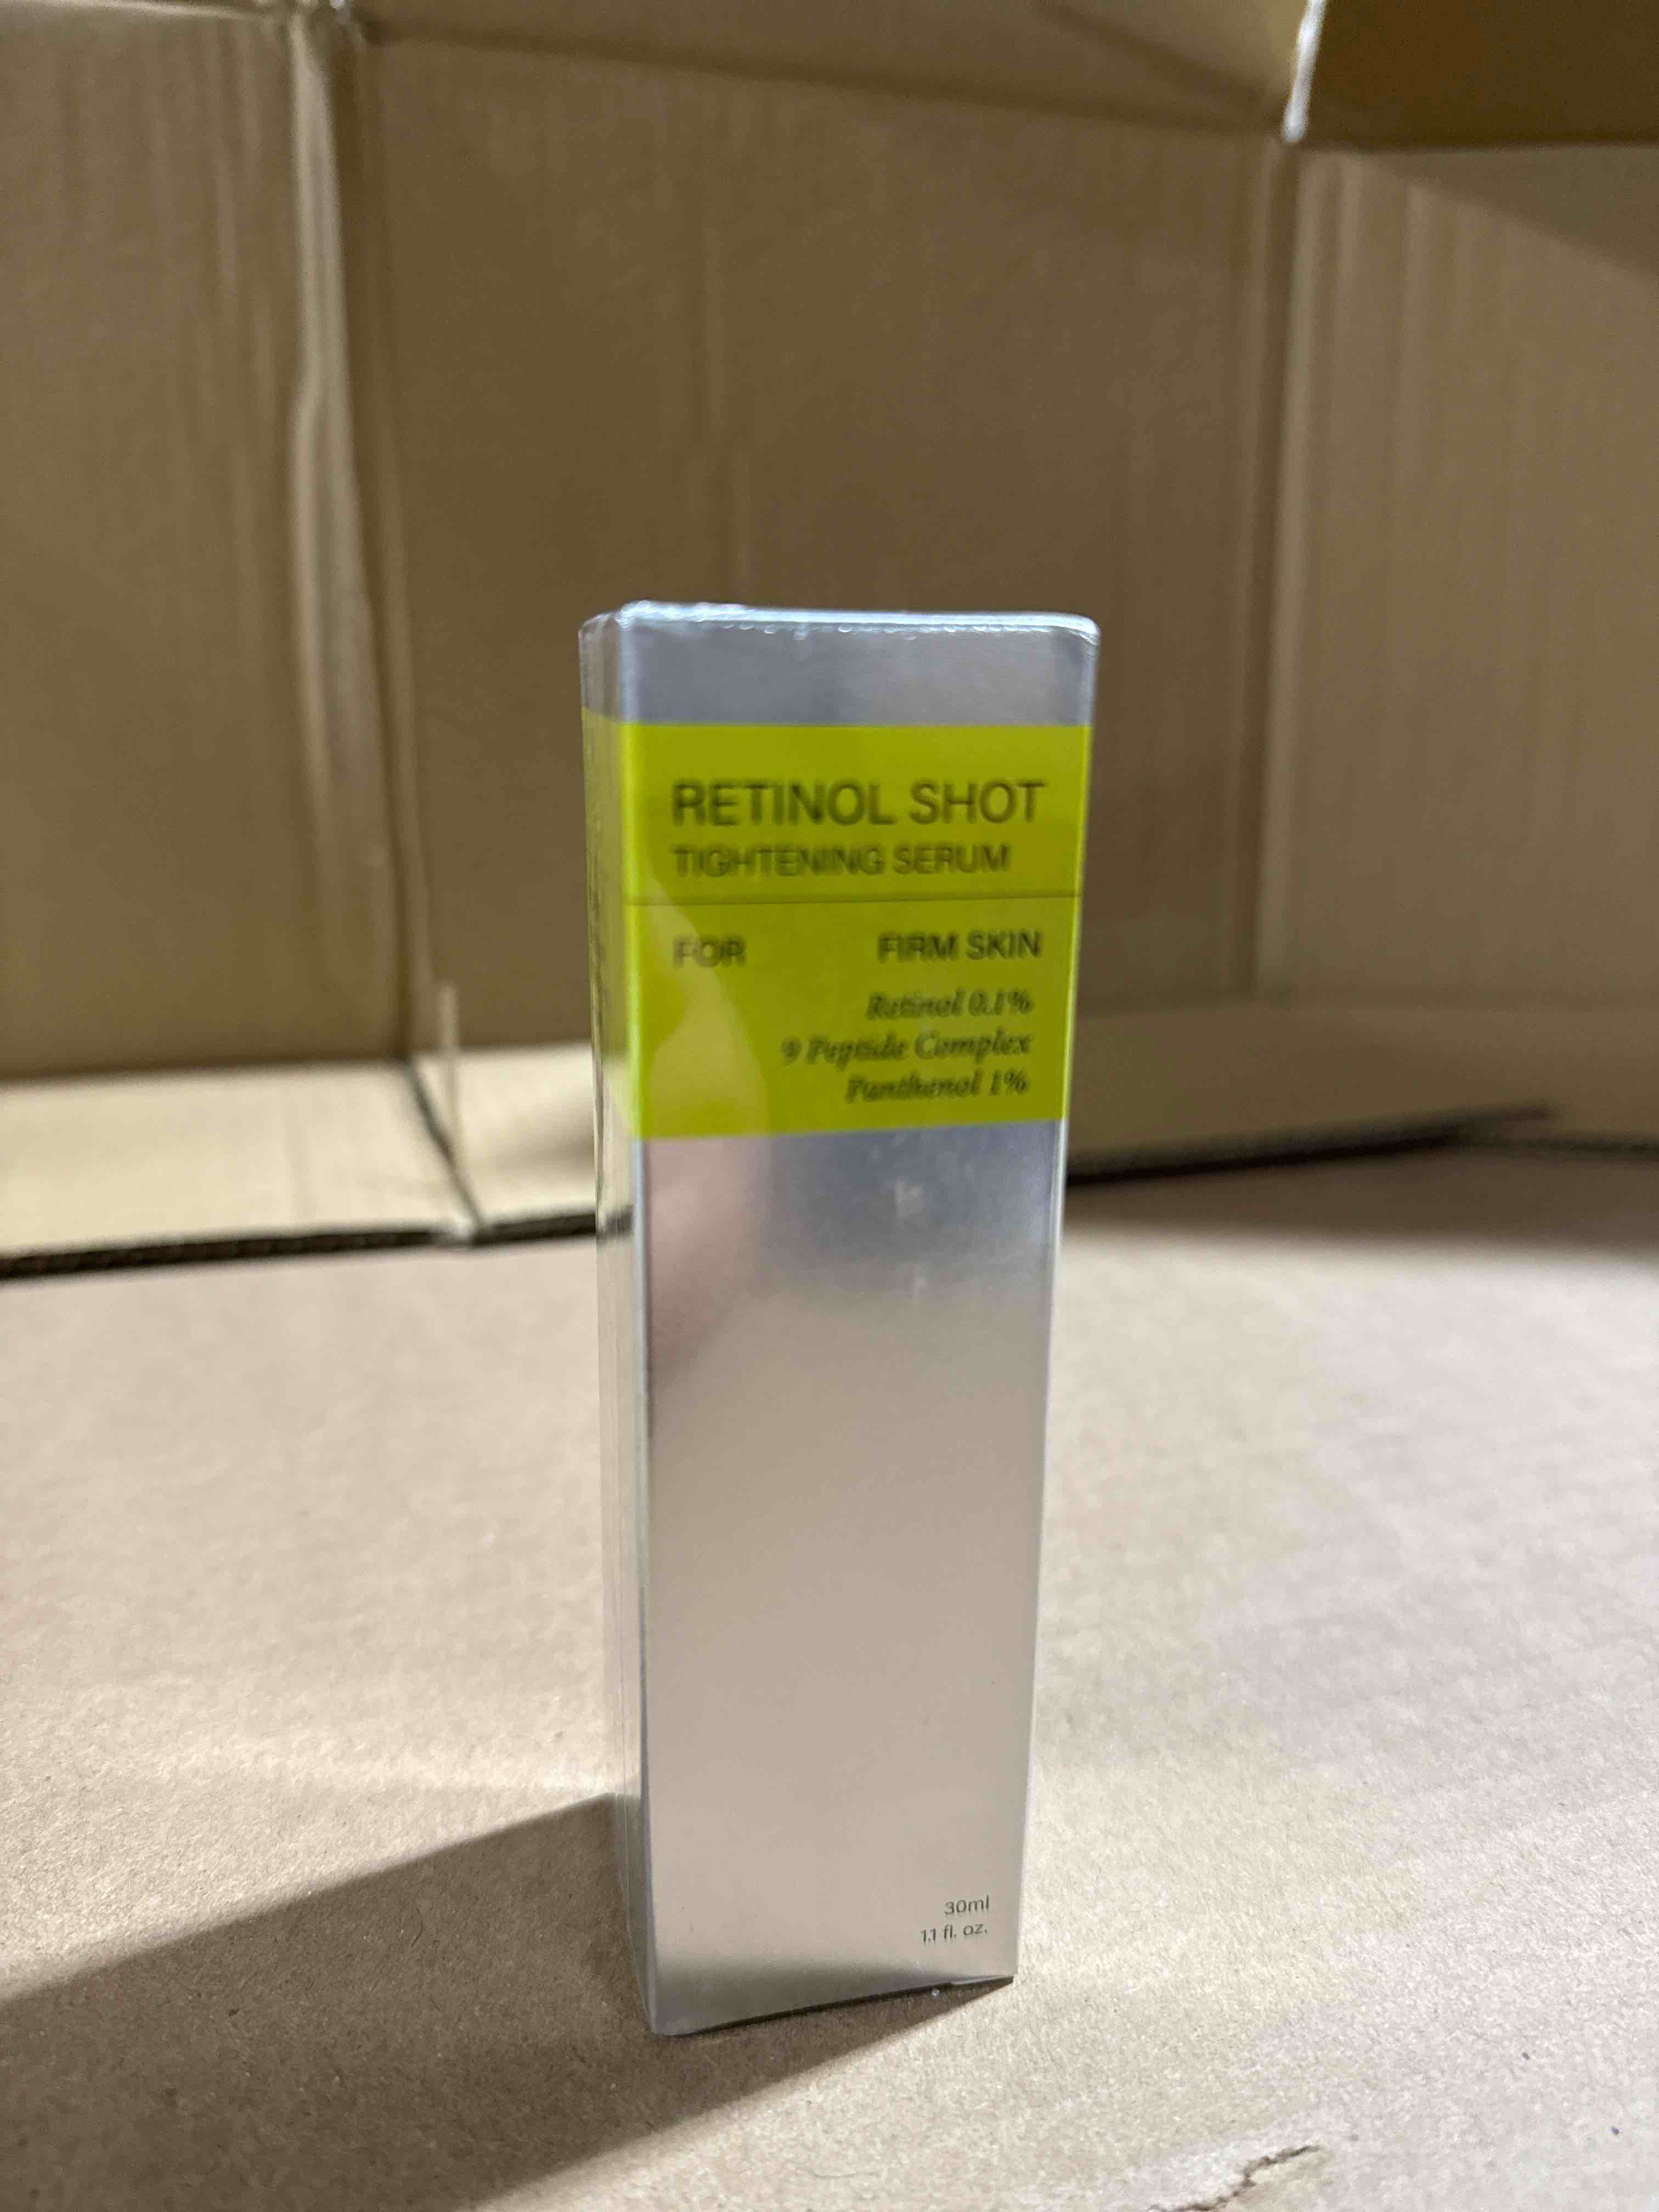 RETINOL SHOT
TIGHTENING SERUM
FOR FIRM SKIN
Retinol 0.1%
9 Peptide Complex
Panthenol 1%
30ml
1.1 fl. oz.